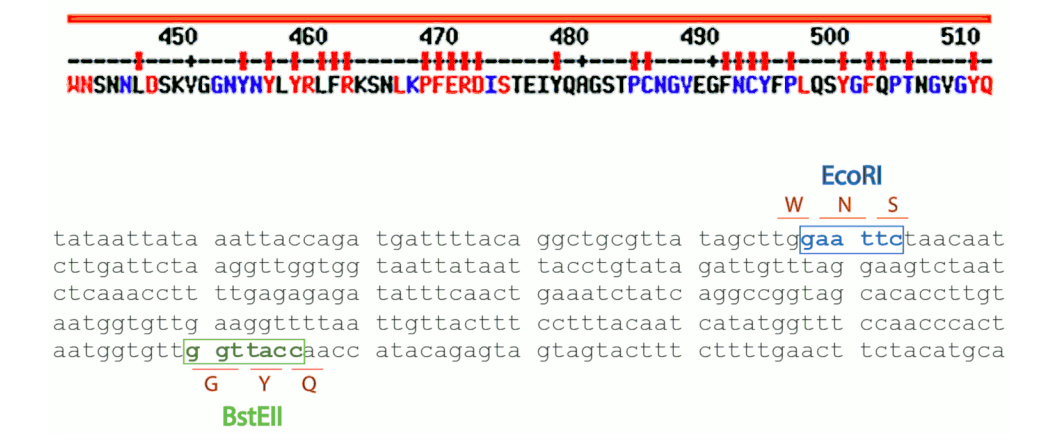 450 460 470 480 490 500 510
WNSNNLDSKVGGNYNYLYRLFRKSNLKPFERDISTEIYQAGSTPCNGVEGFNCYFPLQSYGFQPTNGVGYQ
EcoRI
W N S
tataattata aattaccaga tgattttaca ggctgcgtta tagcttggaa ttctaacaat
cttgattcta aggttggtgg taattataat tacctgtata gattgtttag gaagtctaat
ctcaaacctt ttgagagaga tatttcaact gaaatctatc aggccggtag cacaccttgt
aatggtgttg aaggttttaa ttgttacttt cctttacaat catatggttt ccaacccact
aatggtgttg gttaccaacc atacagagta gtagtacttt cttttgaact tctacatgca
G Y Q
BstEII